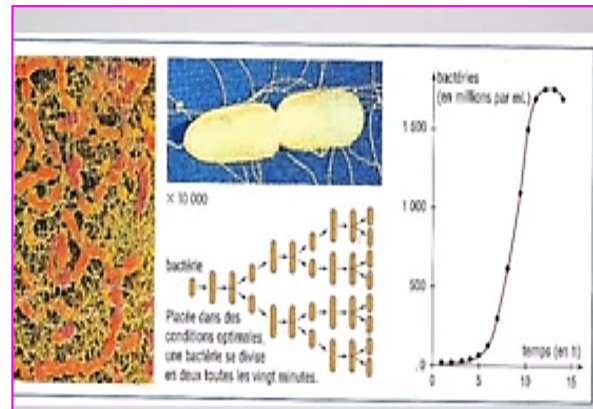 bactéries
(en millions par mL)
1 500
1 000
500
0
5
10
15
temps (en h)
× 10 000
bactérie
Placée dans des
conditions optimales,
une bactérie se divise
en deux toutes les vingt minutes.